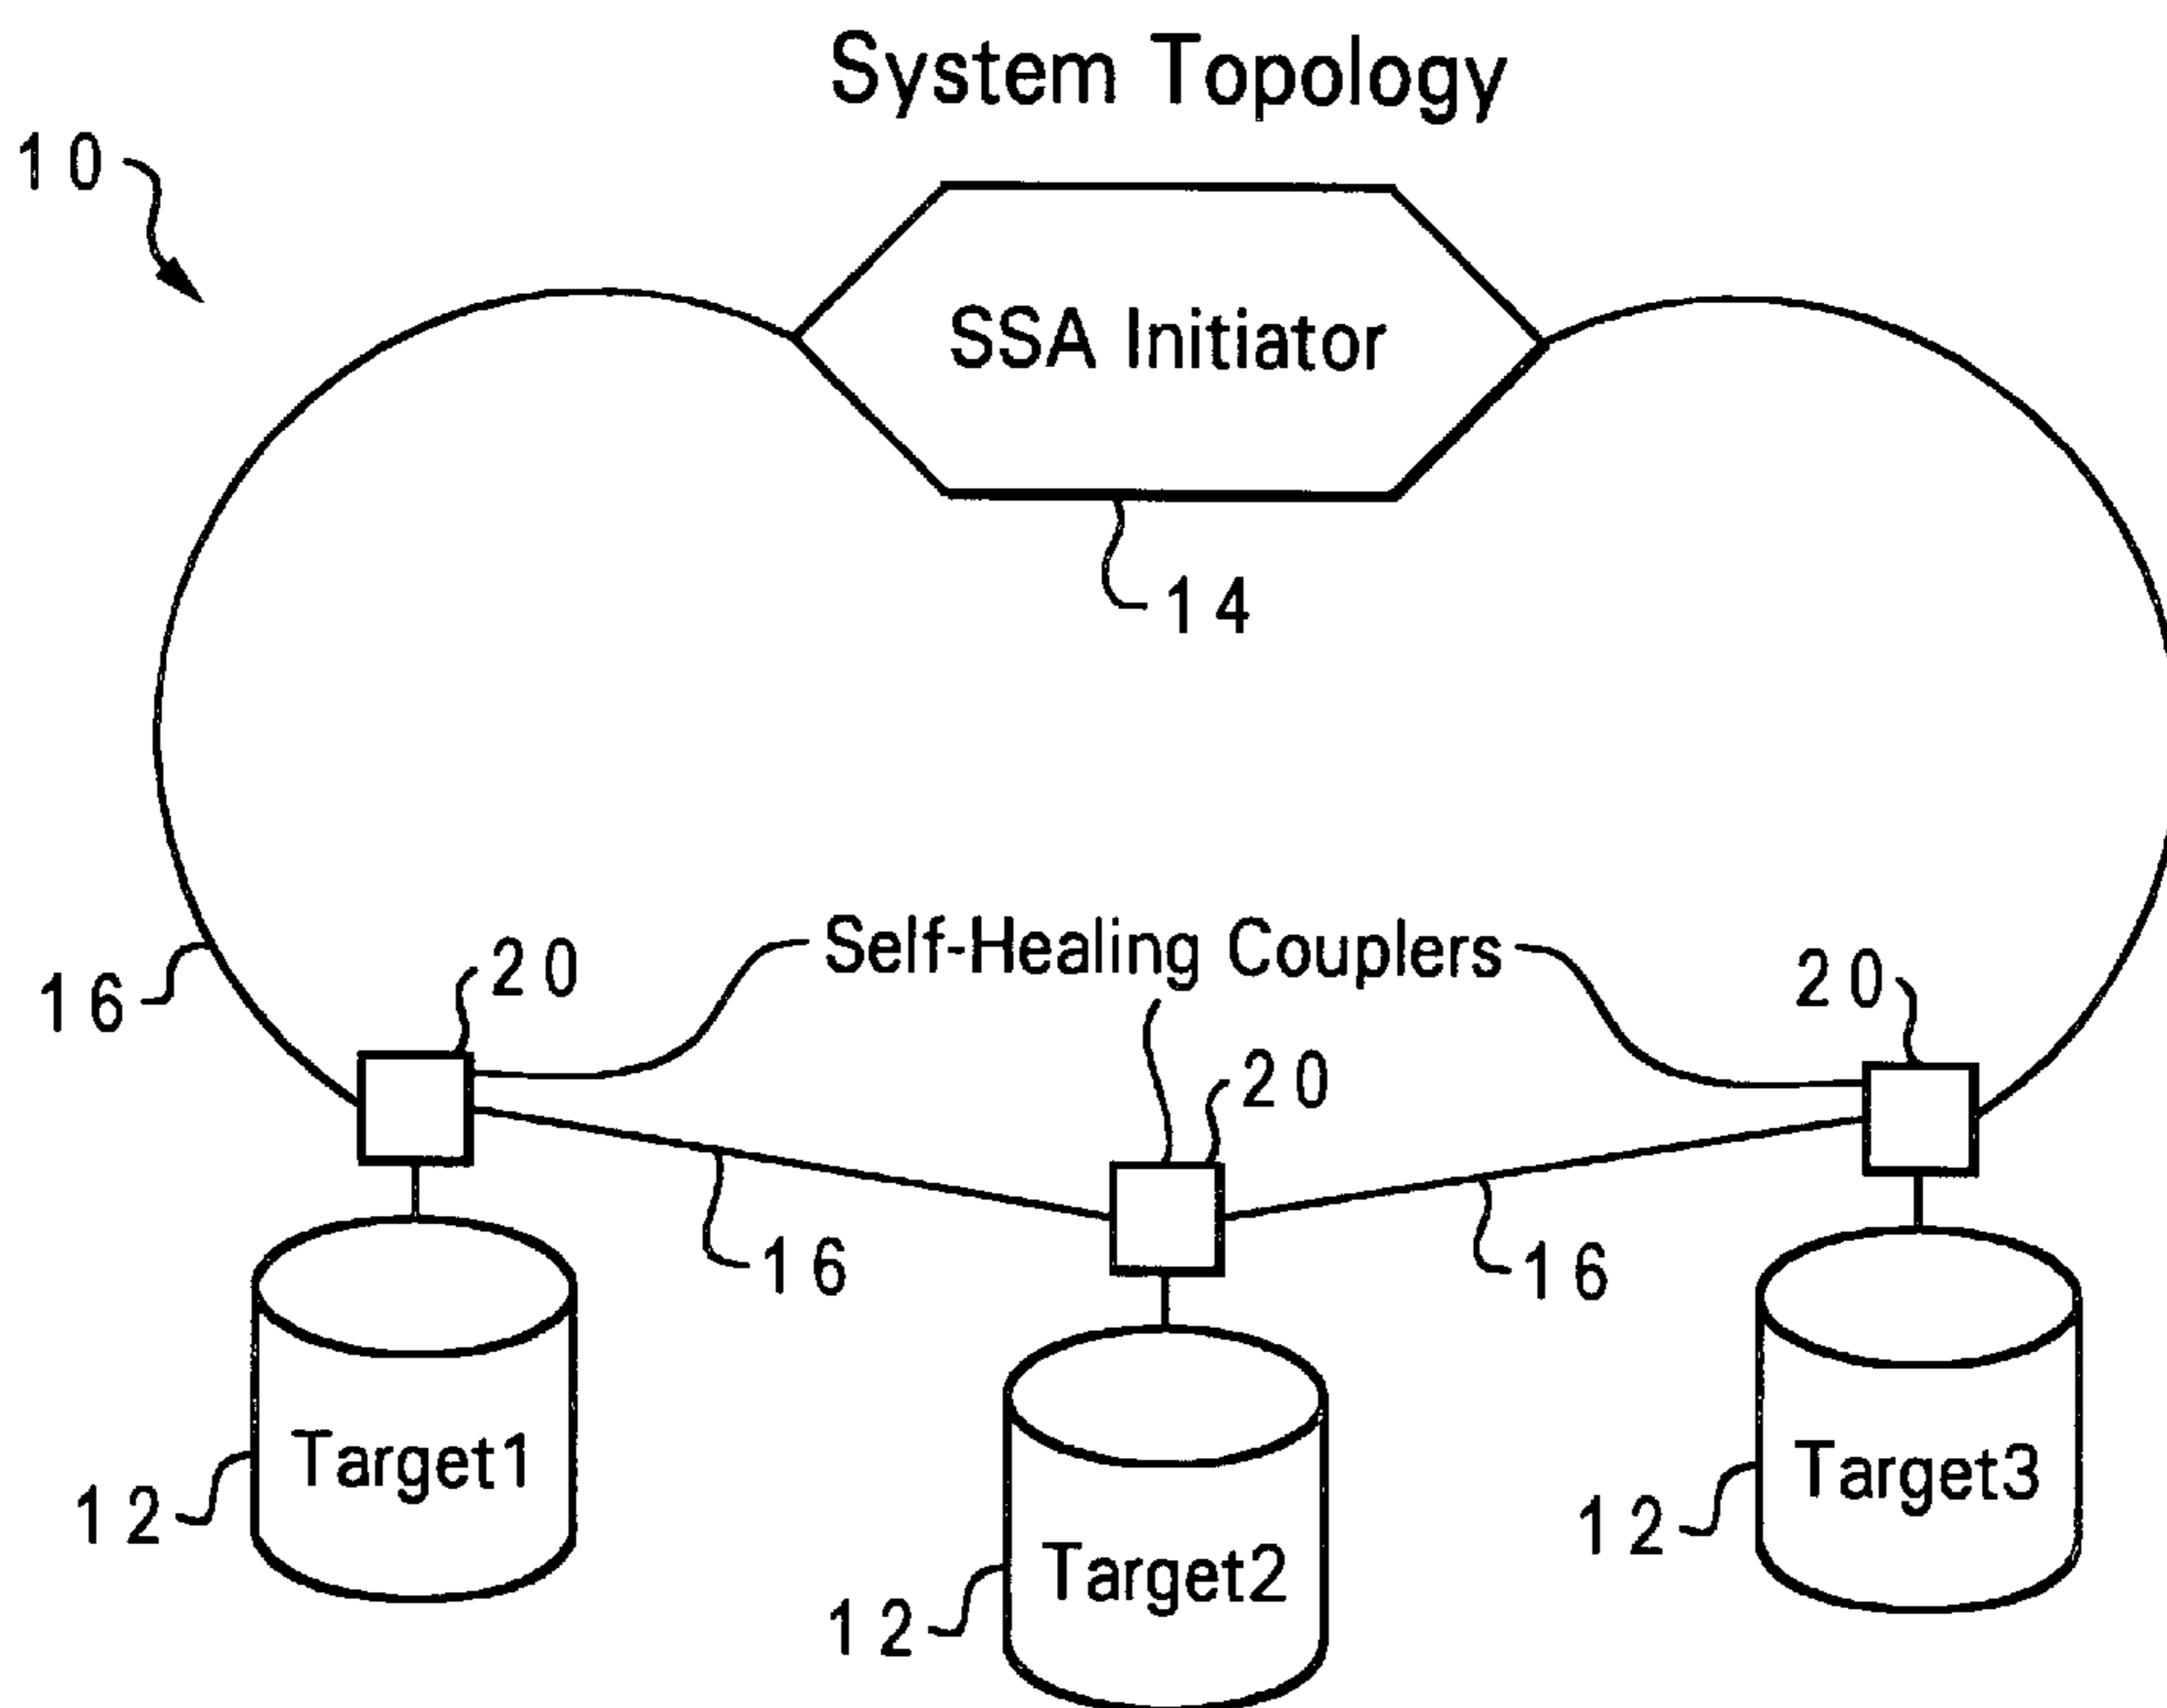 System Topology
10
SSA Initiator
14
Self-Healing Couplers
16
20
20
20
16
16
Target1
Target2
Target3
12
12
12